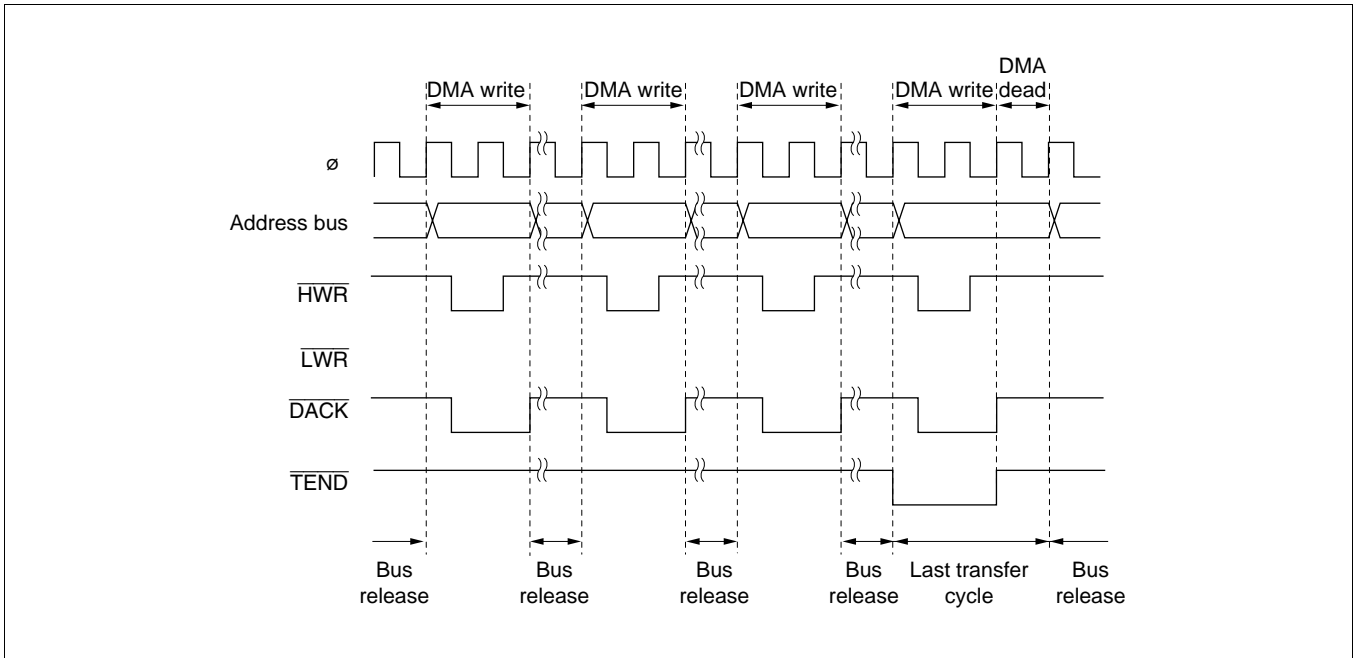 DMA
dead
DMA write DMA write DMA write DMA write
ø
Address bus
HWR
LWR
DACK
TEND
Bus release
Bus release
Bus release
Bus release
Last transfer cycle
Bus release